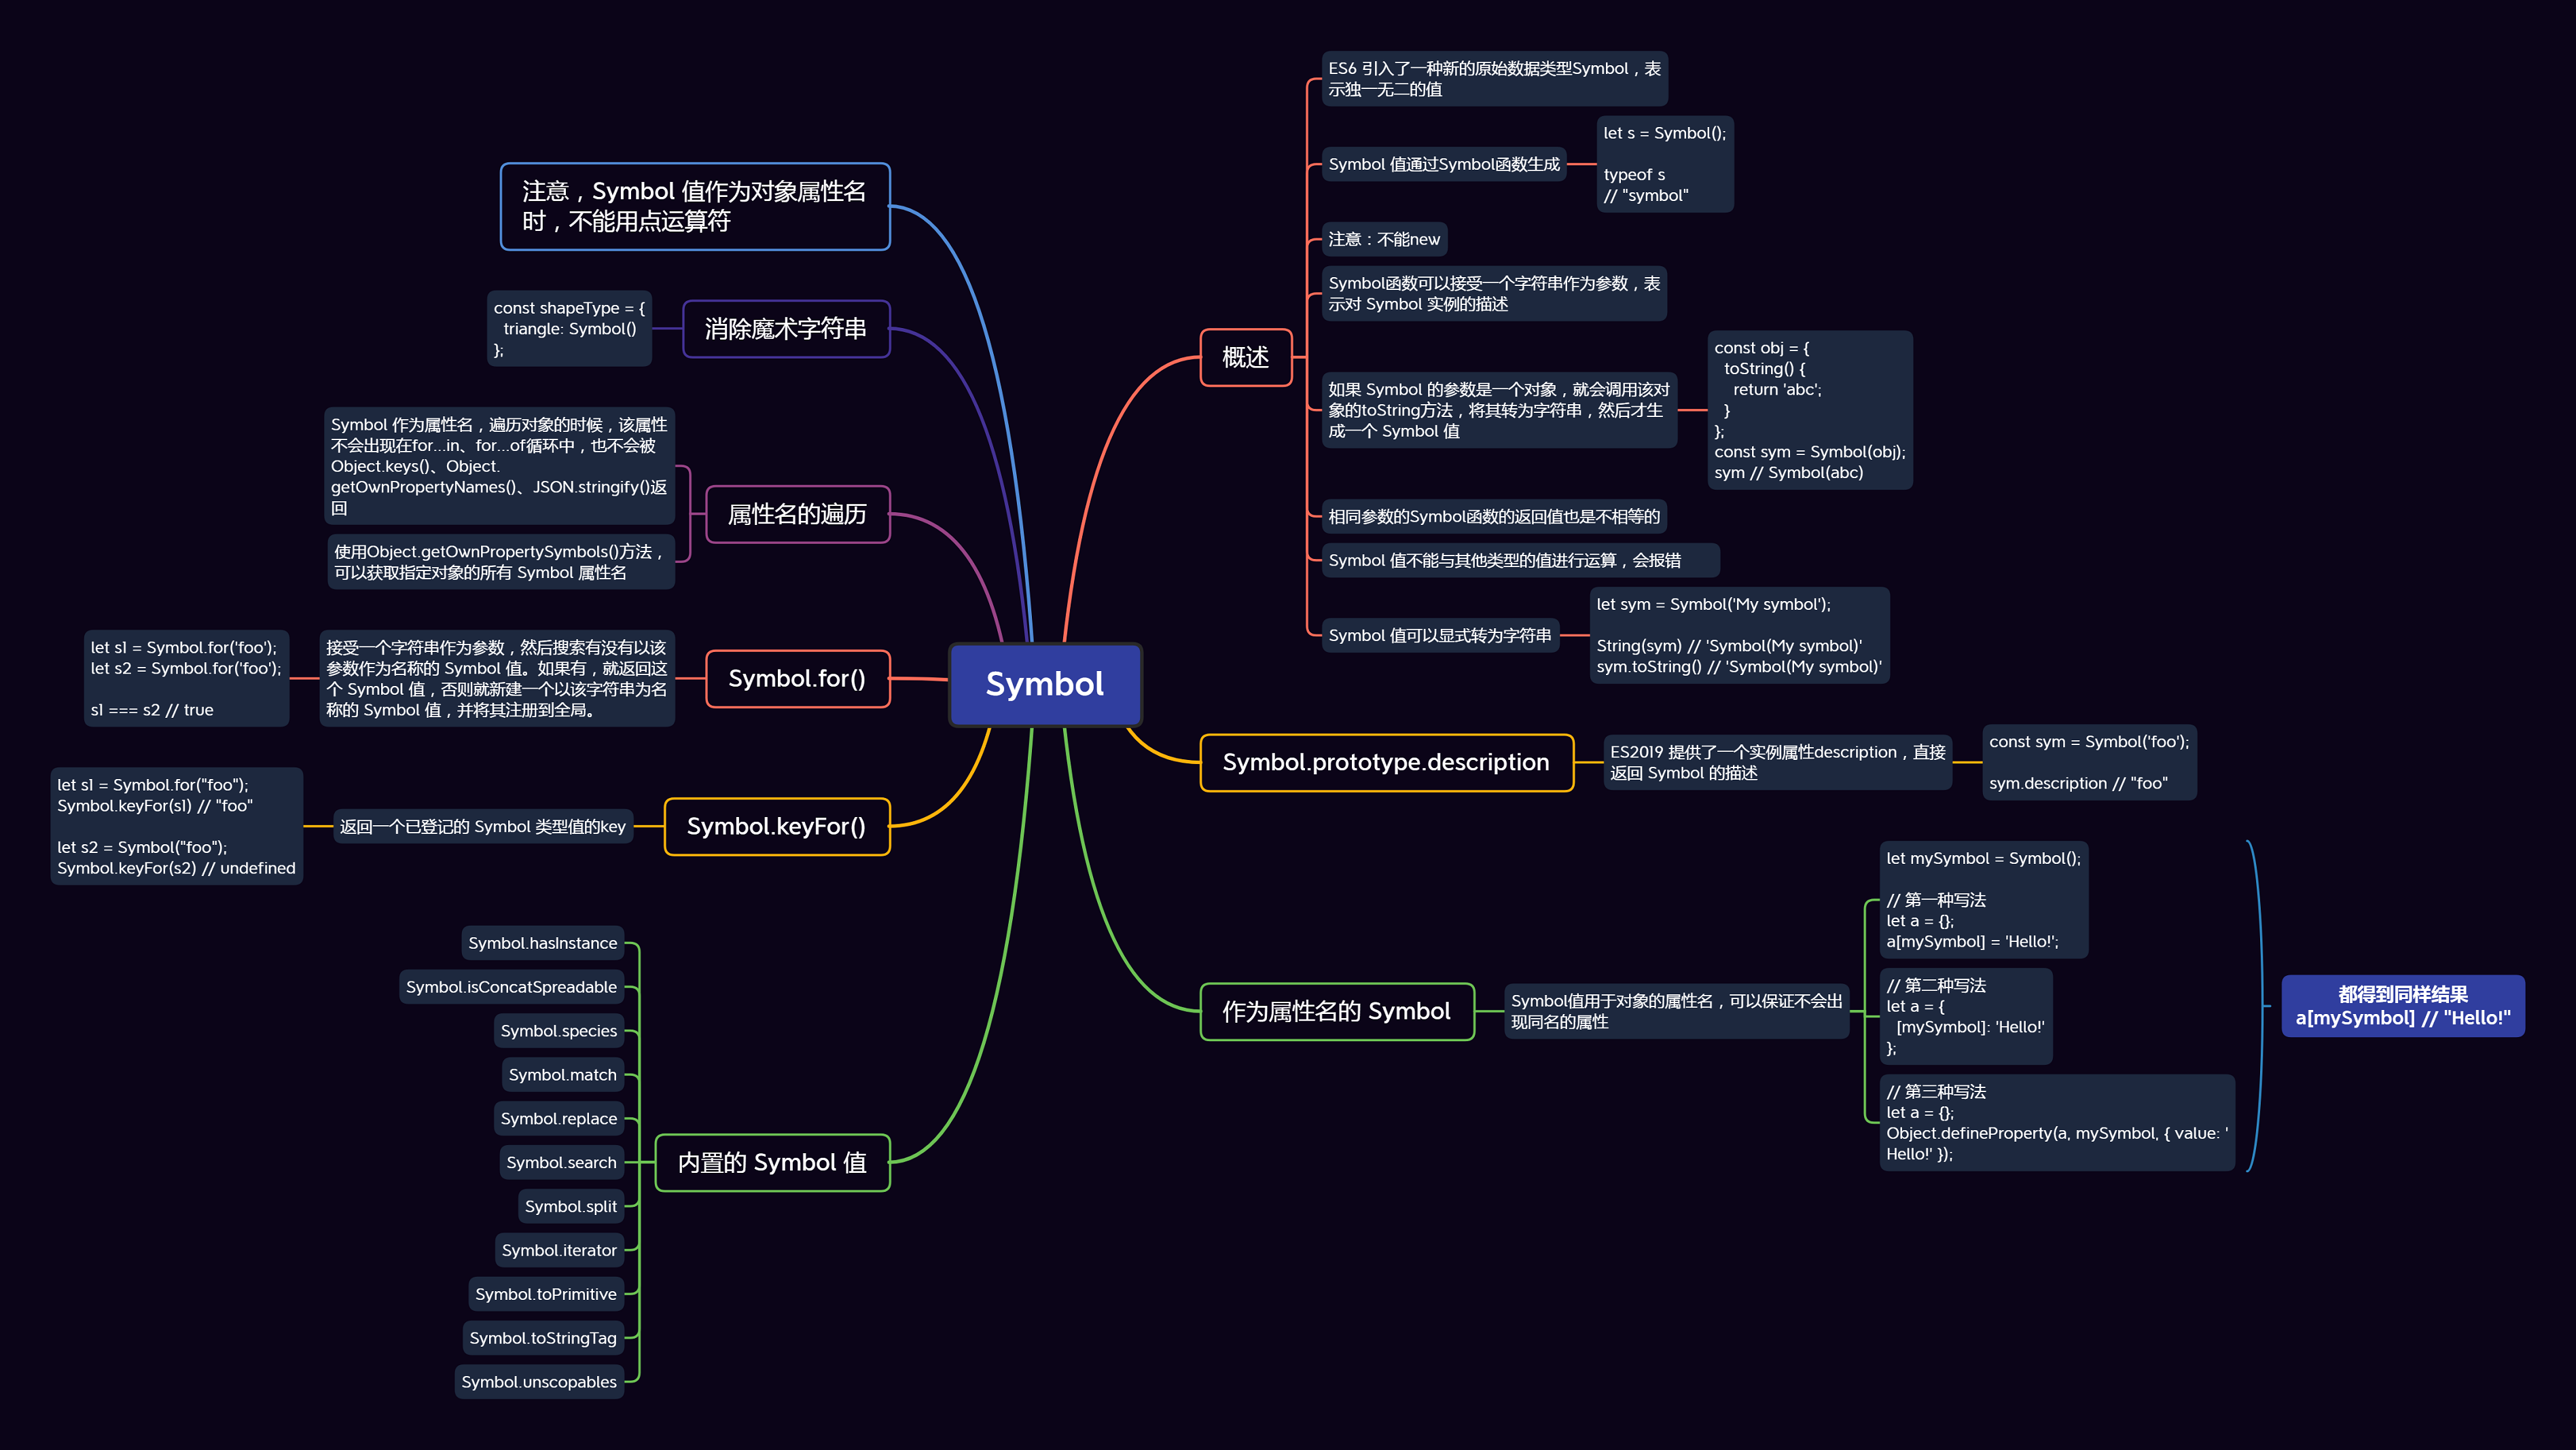 Symbol
概述
ES6 引入了一种新的原始数据类型Symbol，表
示独一无二的值
Symbol 值通过Symbol函数生成
let s = Symbol();
typeof s
// "symbol"
注意：不能new
Symbol函数可以接受一个字符串作为参数，表
示对 Symbol 实例的描述
如果 Symbol 的参数是一个对象，就会调用该对
象的toString方法，将其转为字符串，然后才生
成一个 Symbol 值
const obj = {
toString() {
return 'abc';
}
};
const sym = Symbol(obj);
sym // Symbol(abc)
相同参数的Symbol函数的返回值也是不相等的
Symbol 值不能与其他类型的值进行运算，会报错
Symbol 值可以显式转为字符串
let sym = Symbol('My symbol');
String(sym) // 'Symbol(My symbol)'
sym.toString() // 'Symbol(My symbol)'
Symbol.prototype.description
ES2019 提供了一个实例属性description，直接
返回 Symbol 的描述
const sym = Symbol('foo');
sym.description // "foo"
作为属性名的 Symbol
Symbol值用于对象的属性名，可以保证不会出
现同名的属性
let mySymbol = Symbol();
// 第一种写法
let a = {};
a[mySymbol] = 'Hello!';
// 第二种写法
let a = {
[mySymbol]: 'Hello!'
};
// 第三种写法
let a = {};
Object.defineProperty(a, mySymbol, { value: '
Hello!' });
都得到同样结果
a[mySymbol] // "Hello!"
注意，Symbol 值作为对象属性名
时，不能用点运算符
消除魔术字符串
const shapeType = {
triangle: Symbol()
};
属性名的遍历
Symbol 作为属性名，遍历对象的时候，该属性
不会出现在for...in、for...of循环中，也不会被
Object.keys()、Object.
getOwnPropertyNames()、JSON.stringify()返
回
使用Object.getOwnPropertySymbols()方法，
可以获取指定对象的所有 Symbol 属性名
Symbol.for()
接受一个字符串作为参数，然后搜索有没有以该
参数作为名称的 Symbol 值。如果有，就返回这
个 Symbol 值，否则就新建一个以该字符串为名
称的 Symbol 值，并将其注册到全局。
let s1 = Symbol.for('foo');
let s2 = Symbol.for('foo');
s1 === s2 // true
Symbol.keyFor()
返回一个已登记的 Symbol 类型值的key
let s1 = Symbol.for("foo");
Symbol.keyFor(s1) // "foo"
let s2 = Symbol("foo");
Symbol.keyFor(s2) // undefined
内置的 Symbol 值
Symbol.hasInstance
Symbol.isConcatSpreadable
Symbol.species
Symbol.match
Symbol.replace
Symbol.search
Symbol.split
Symbol.iterator
Symbol.toPrimitive
Symbol.toStringTag
Symbol.unscopables